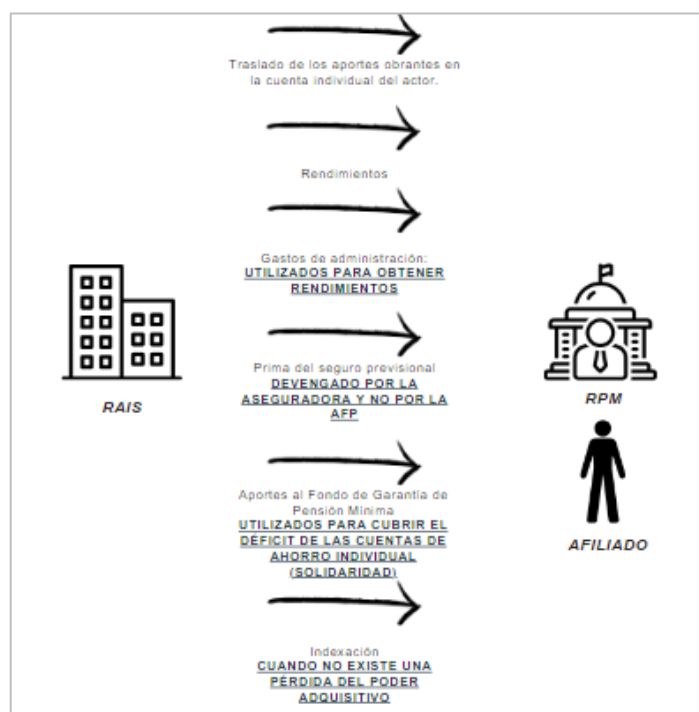 Traslado de los aportes obrantes en
la cuenta individual del actor.
Rendimientos
Gastos de administración:
UTILIZADOS PARA OBTENER
RENDIMIENTOS
RAIS
Prima del seguro previsional
DEVENGADO POR LA
ASEGURADORA Y NO POR LA
AFP
RPM
Aportes al Fondo de Garantía de
Pensión Mínima
UTILIZADOS PARA CUBRIR EL
DÉFICIT DE LAS CUENTAS DE
AHORRO INDIVIDUAL
(SOLIDARIDAD)
AFILIADO
Indexación
CUANDO NO EXISTE UNA
PÉRDIDA DEL PODER
ADQUISITIVO